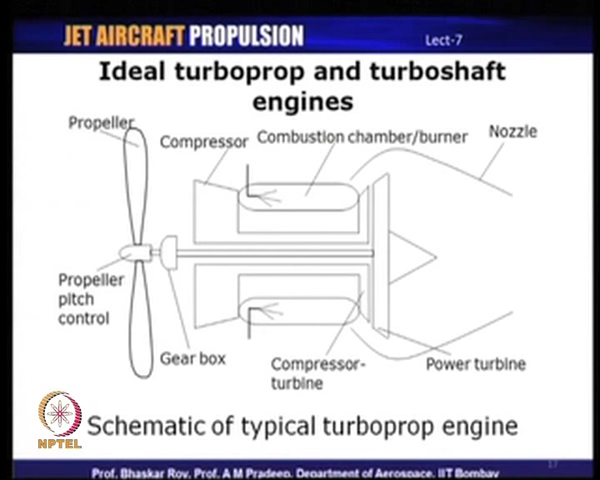 JET AIRCRAFT PROPULSION
Lect-7
Ideal turboprop and turboshaft
engines
Propeller
Compressor
Combustion chamber/burner
Nozzle
Propeller
pitch
control
Gear box
Compressor-
turbine
Power turbine
NPTEL
Schematic of typical turboprop engine
17
Prof. Bhaskar Roy, Prof. A M Pradeep, Department of Aerospace, IIT Bombay